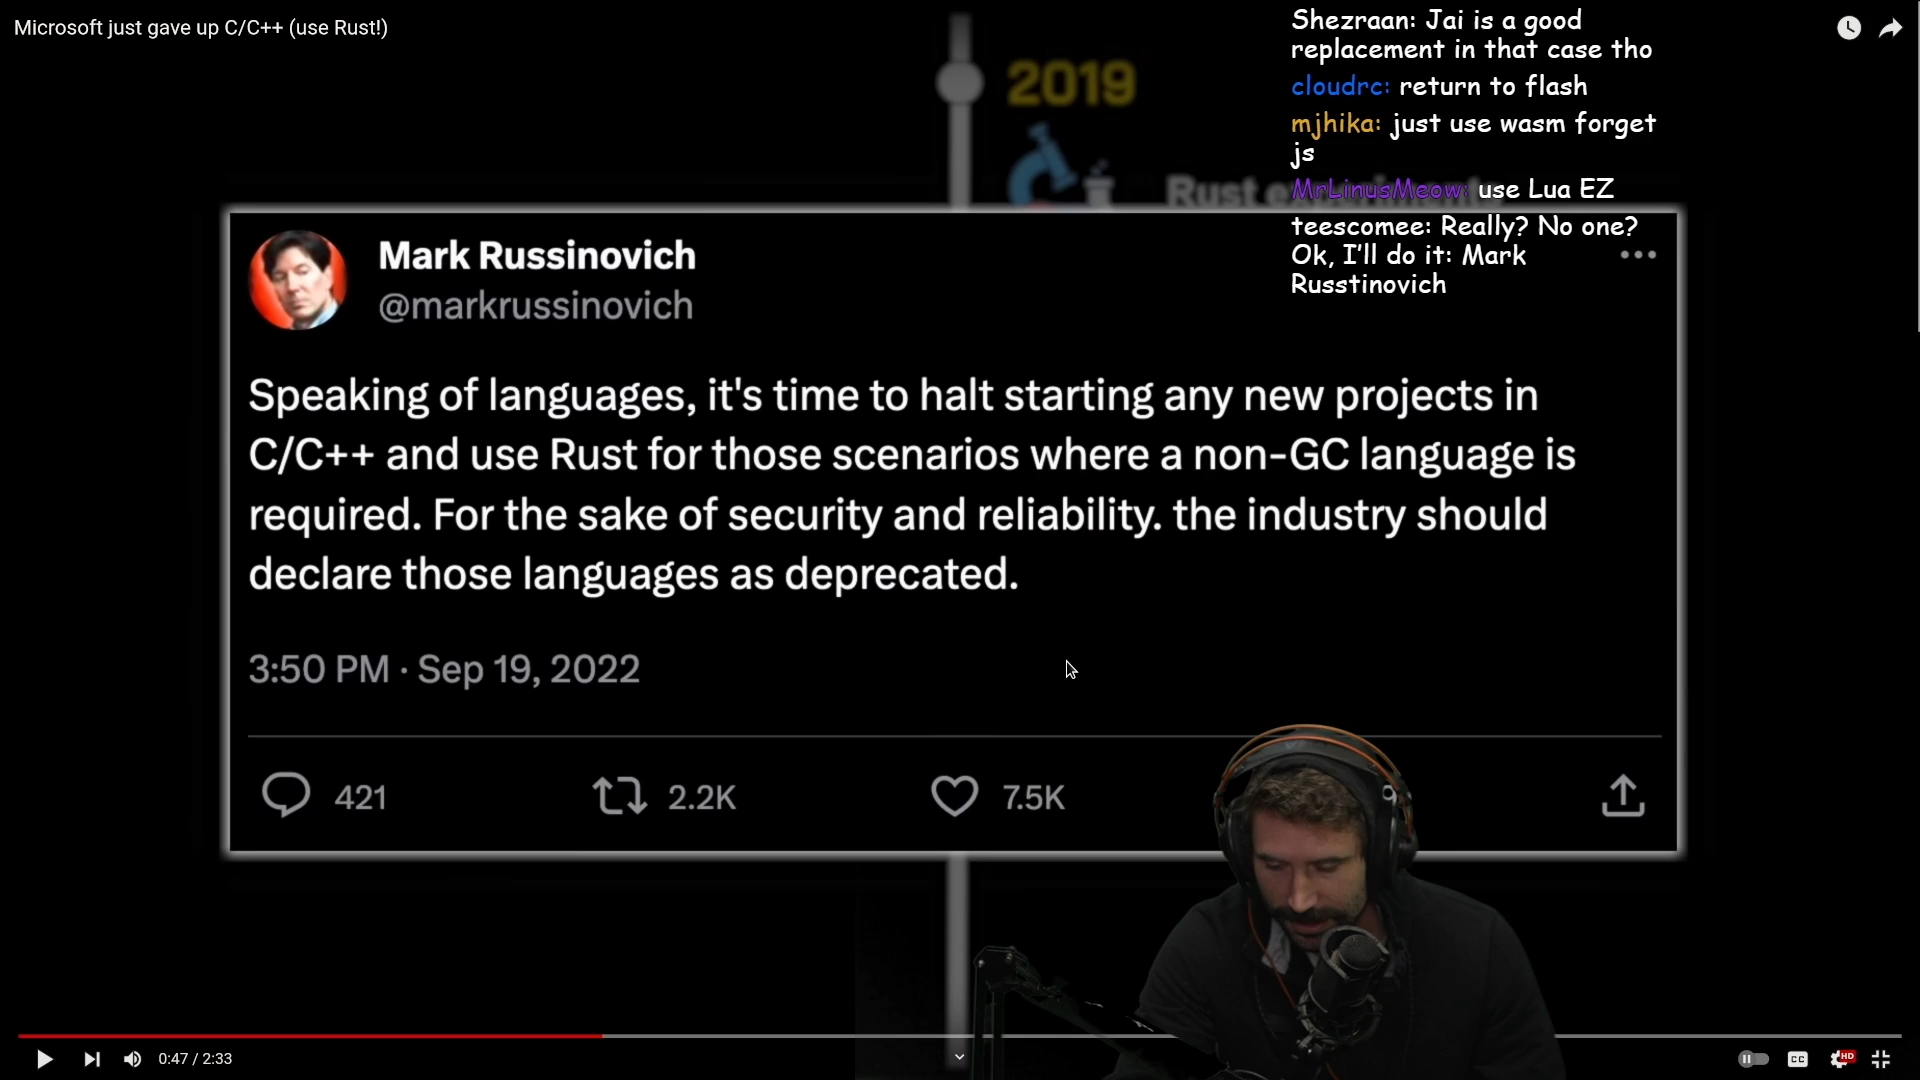 Microsoft just gave up C/C++ (use Rust!)
Shezraan: Jai is a good
replacement in that case tho
cloudrc: return to flash
mjhika: just use wasm forget
js
MrLinusMeow: use Lua EZ
teescomee: Really? No one?
Ok, I'll do it: Mark
Russtinovich
2019
Rust experiments
Mark Russinovich
@markrussinovich
Speaking of languages, it's time to halt starting any new projects in
C/C++ and use Rust for those scenarios where a non-GC language is
required. For the sake of security and reliability. the industry should
declare those languages as deprecated.
3:50 PM · Sep 19, 2022
421
2.2K
7.5K
0:47 / 2:33
CC
HD